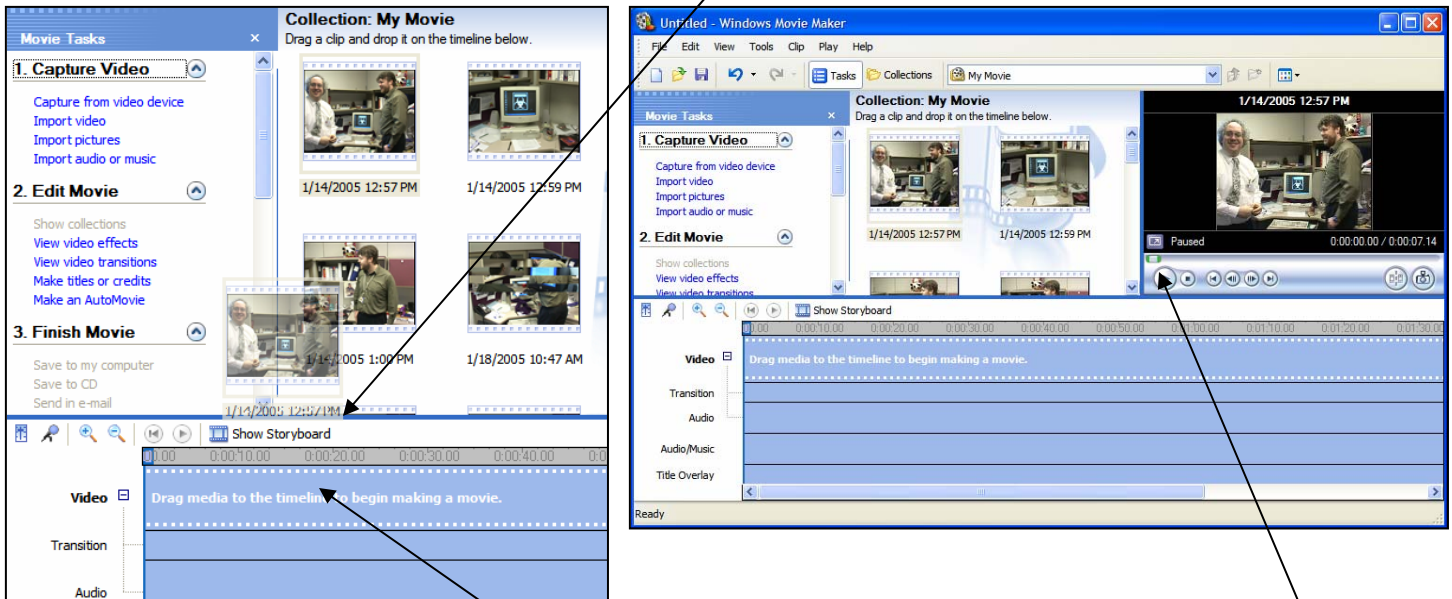 Movie Tasks
Collection: My Movie
Drag a clip and drop it on the timeline below.
1. Capture Video
Capture from video device
Import video
Import pictures
Import audio or music
2. Edit Movie
Show collections
View video effects
View video transitions
Make titles or credits
Make an AutoMovie
3. Finish Movie
Save to my computer
Save to CD
Send in e-mail
1/14/2005 12:57 PM
1/14/2005 12:59 PM
1/14/2005 1:00 PM
1/18/2005 10:47 AM
1/14/2005 12:57 PM
Show Storyboard
0:00:10.00 0:00:20.00 0:00:30.00 0:00:40.00
Video
Drag media to the timeline to begin making a movie.
Transition
Audio
Untitled - Windows Movie Maker
File Edit View Tools Clip Play Help
Tasks Collections My Movie
Movie Tasks
Collection: My Movie
Drag a clip and drop it on the timeline below.
1. Capture Video
Capture from video device
Import video
Import pictures
Import audio or music
2. Edit Movie
Show collections
View video effects
View video transitions
1/14/2005 12:57 PM
1/14/2005 12:59 PM
1/14/2005 12:57 PM
Paused
0:00:00.00 / 0:00:07.14
Show Storyboard
0:00:10.00 0:00:20.00 0:00:30.00 0:00:40.00 0:00:50.00 0:01:00.00 0:01:10.00 0:01:20.00 0:01:30.00
Video
Drag media to the timeline to begin making a movie.
Transition
Audio
Audio/Music
Title Overlay
Ready